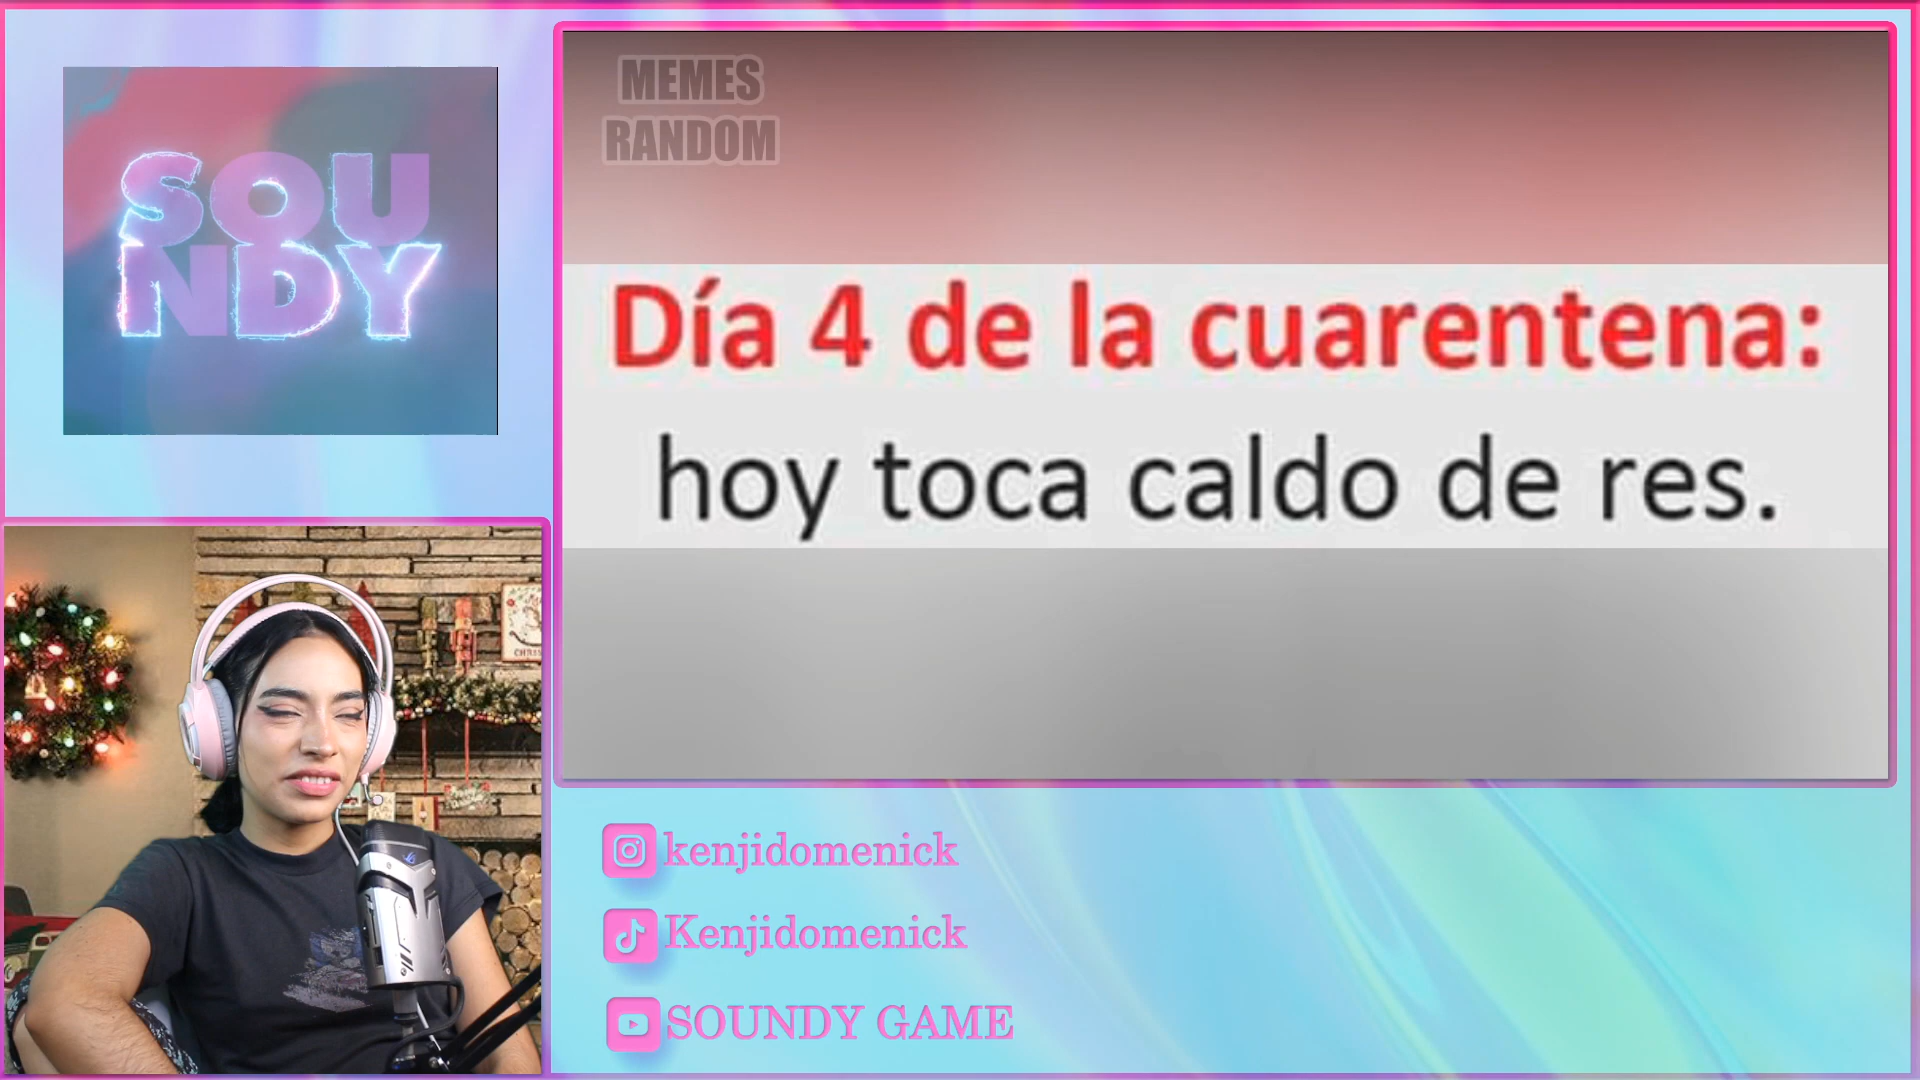 SOU
NDY
MEMES
RANDOM
Día 4 de la cuarentena:
hoy toca caldo de res.
kenjidomenick
Kenjidomenick
SOUNDY GAME